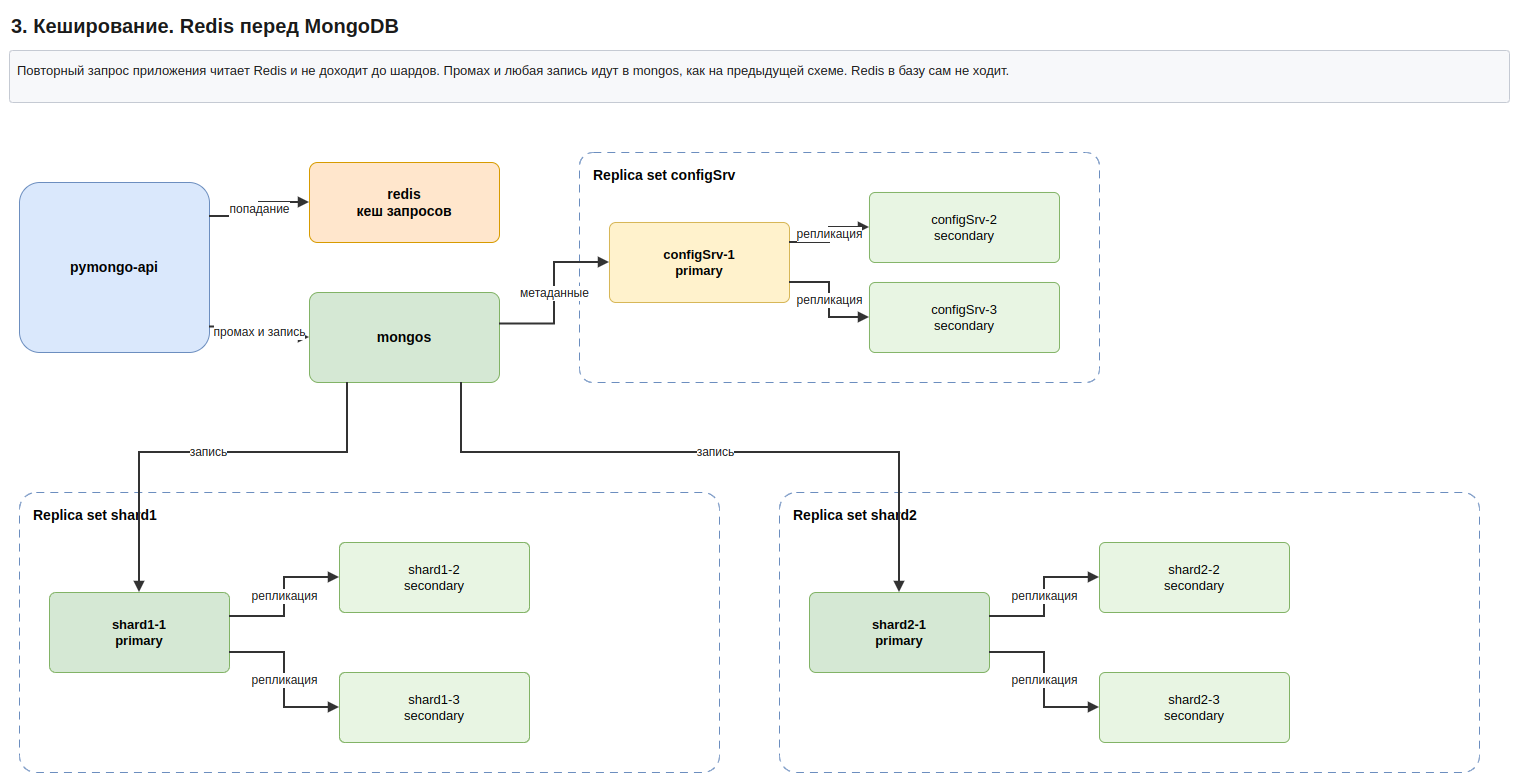 3. Кеширование. Redis перед MongoDB
Повторный запрос приложения читает Redis и не доходит до шардов. Промах и любая запись идут в mongos, как на предыдущей схеме. Redis в базу сам не ходит.
pymongo-api
попадание
redis
кеш запросов
промах и запись
mongos
метаданные
Replica set configSrv
configSrv-1
primary
репликация
configSrv-2
secondary
репликация
configSrv-3
secondary
запись
запись
Replica set shard1
shard1-1
primary
репликация
shard1-2
secondary
репликация
shard1-3
secondary
Replica set shard2
shard2-1
primary
репликация
shard2-2
secondary
репликация
shard2-3
secondary